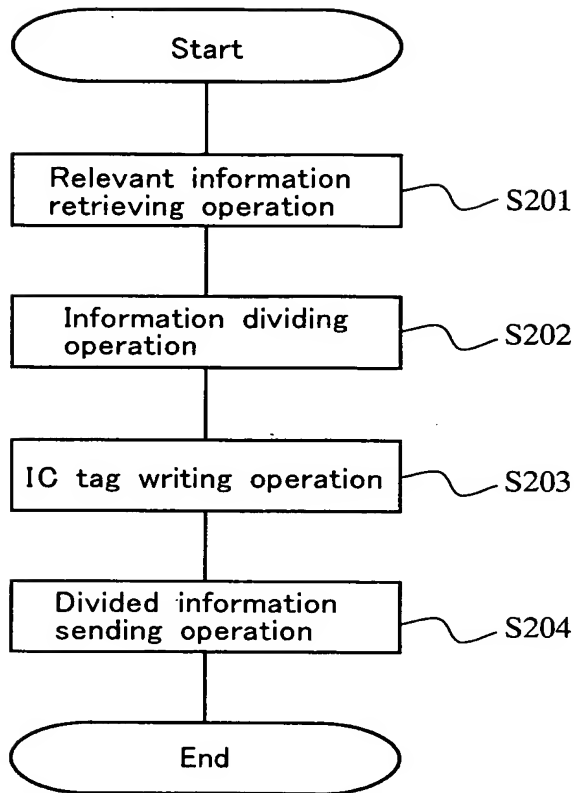 Start
Relevant information
retrieving operation
S201
Information dividing
operation
S202
IC tag writing operation
S203
Divided information
sending operation
S204
End